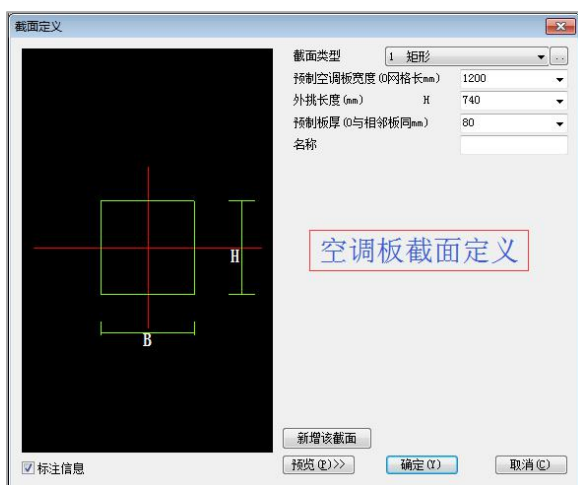 截面定义
截面类型 1 矩形
预制空调板宽度(0网格长mm) 1200
外挑长度(mm) H 740
预制板厚(0与相邻板同mm) 80
名称
空调板截面定义
H
B
新增该截面
标注信息 预览(P)>> 确定(Y) 取消(C)